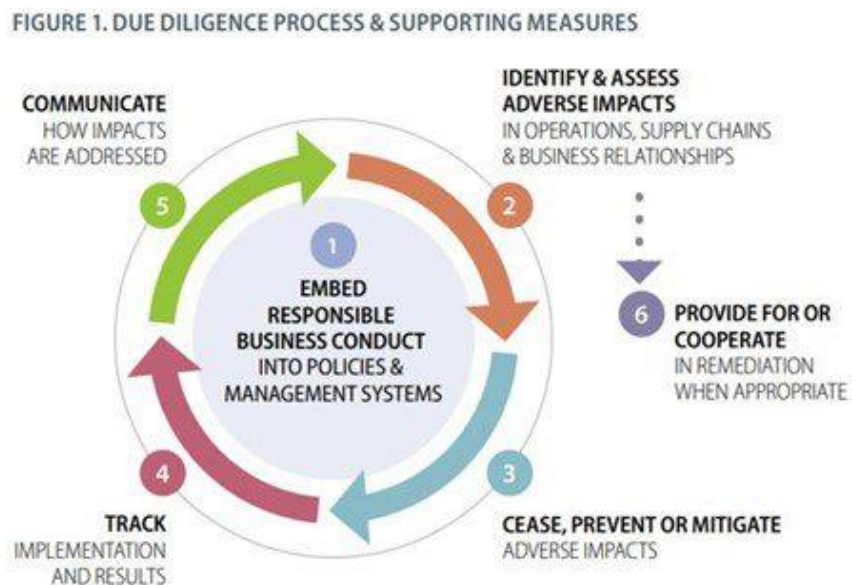 FIGURE 1. DUE DILIGENCE PROCESS & SUPPORTING MEASURES
COMMUNICATE
HOW IMPACTS
ARE ADDRESSED
5
IDENTIFY & ASSESS
ADVERSE IMPACTS
IN OPERATIONS, SUPPLY CHAINS
& BUSINESS RELATIONSHIPS
2
1
EMBED
RESPONSIBLE
BUSINESS CONDUCT
INTO POLICIES &
MANAGEMENT SYSTEMS
6
PROVIDE FOR OR
COOPERATE
IN REMEDIATION
WHEN APPROPRIATE
4
TRACK
IMPLEMENTATION
AND RESULTS
3
CEASE, PREVENT OR MITIGATE
ADVERSE IMPACTS